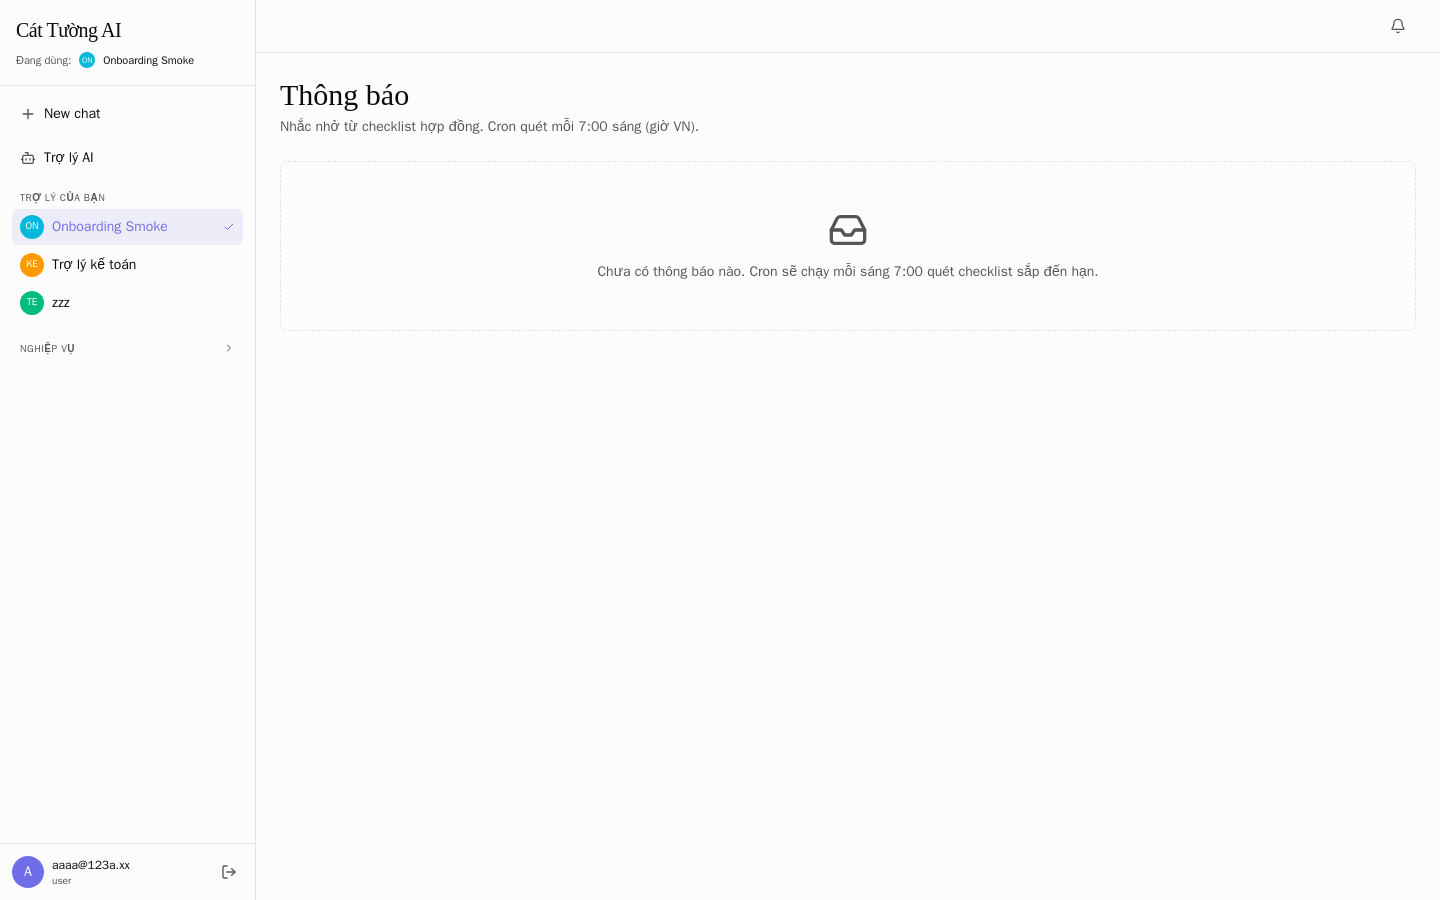 Cát Tường AI
Đang dùng: ON Onboarding Smoke
New chat
Trợ lý AI
TRỢ LÝ CỦA BẠN
ON Onboarding Smoke
KE Trợ lý kế toán
TE zzz
NGHIỆP VỤ
A aaaa@123a.xx
user
Thông báo
Nhắc nhở từ checklist hợp đồng. Cron quét mỗi 7:00 sáng (giờ VN).
Chưa có thông báo nào. Cron sẽ chạy mỗi sáng 7:00 quét checklist sắp đến hạn.